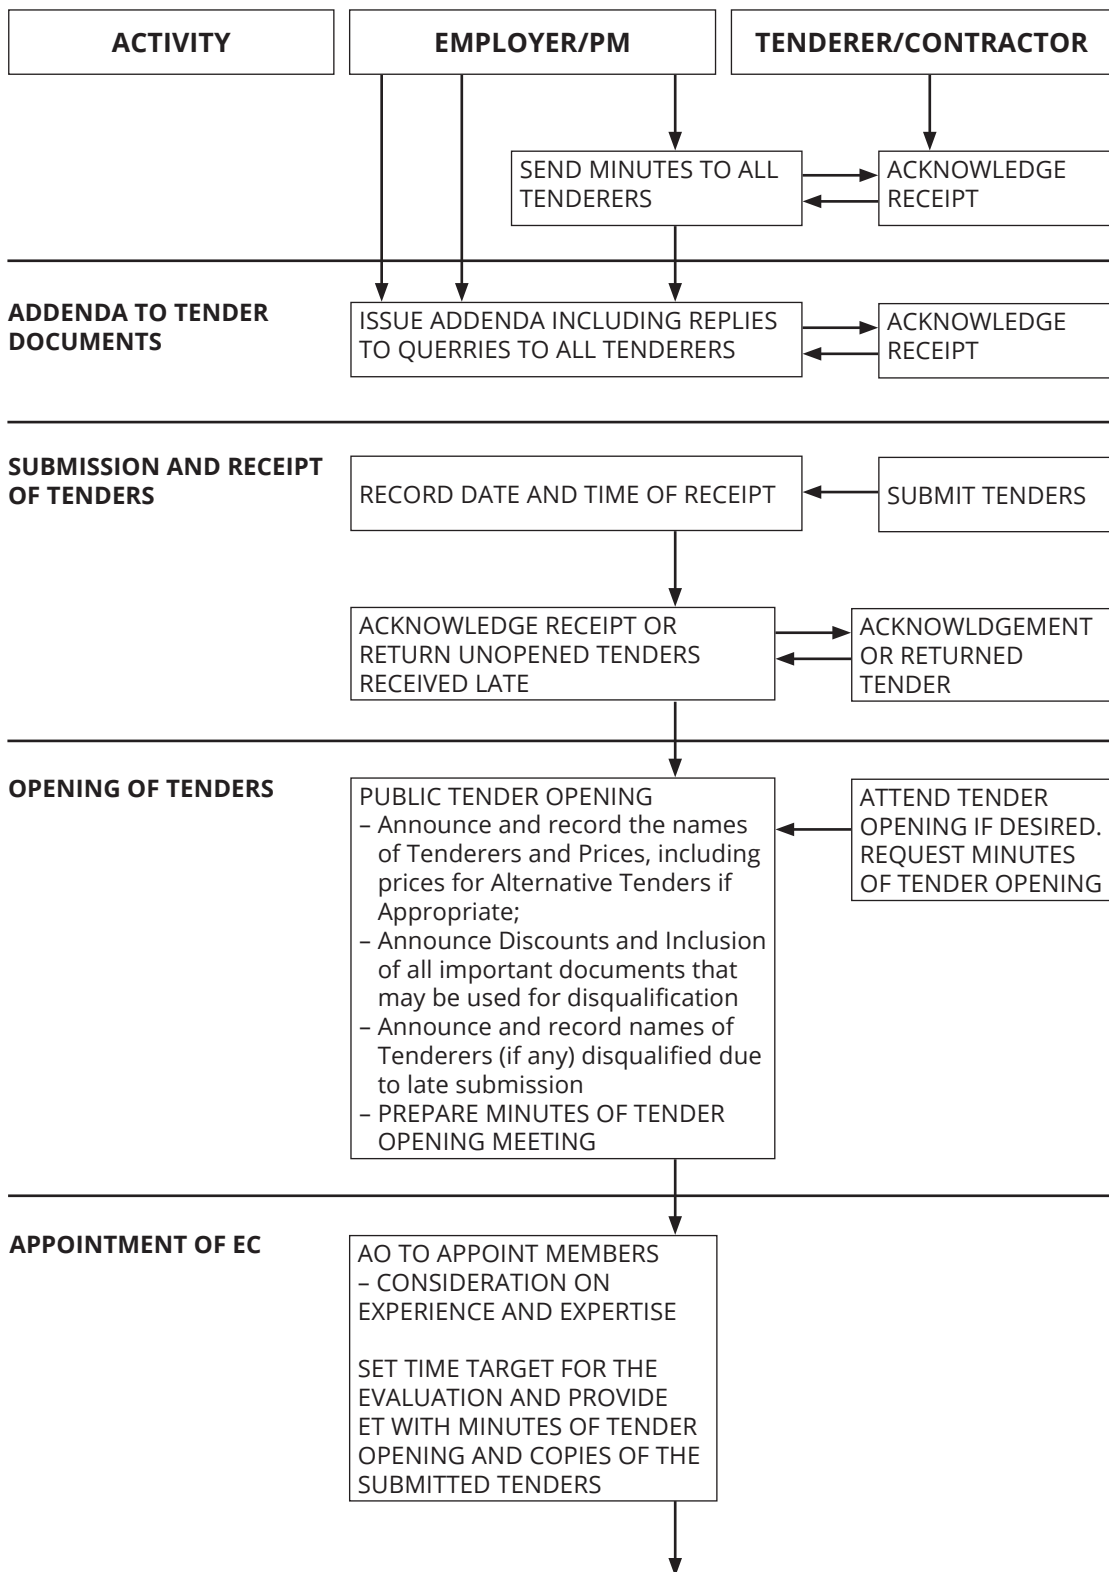 ACTIVITY
EMPLOYER/PM
TENDERER/CONTRACTOR
SEND MINUTES TO ALL
TENDERERS
ACKNOWLEDGE
RECEIPT
ADDENDA TO TENDER
DOCUMENTS
ISSUE ADDENDA INCLUDING REPLIES
TO QUERRIES TO ALL TENDERERS
ACKNOWLEDGE
RECEIPT
SUBMISSION AND RECEIPT
OF TENDERS
RECORD DATE AND TIME OF RECEIPT
SUBMIT TENDERS
ACKNOWLEDGE RECEIPT OR
RETURN UNOPENED TENDERS
RECEIVED LATE
ACKNOWLDGEMENT
OR RETURNED
TENDER
OPENING OF TENDERS
PUBLIC TENDER OPENING
– Announce and record the names
of Tenderers and Prices, including
prices for Alternative Tenders if
Appropriate;
– Announce Discounts and Inclusion
of all important documents that
may be used for disqualification
– Announce and record names of
Tenderers (if any) disqualified due
to late submission
– PREPARE MINUTES OF TENDER
OPENING MEETING
ATTEND TENDER
OPENING IF DESIRED.
REQUEST MINUTES
OF TENDER OPENING
APPOINTMENT OF EC
AO TO APPOINT MEMBERS
– CONSIDERATION ON
EXPERIENCE AND EXPERTISE
SET TIME TARGET FOR THE
EVALUATION AND PROVIDE
ET WITH MINUTES OF TENDER
OPENING AND COPIES OF THE
SUBMITTED TENDERS